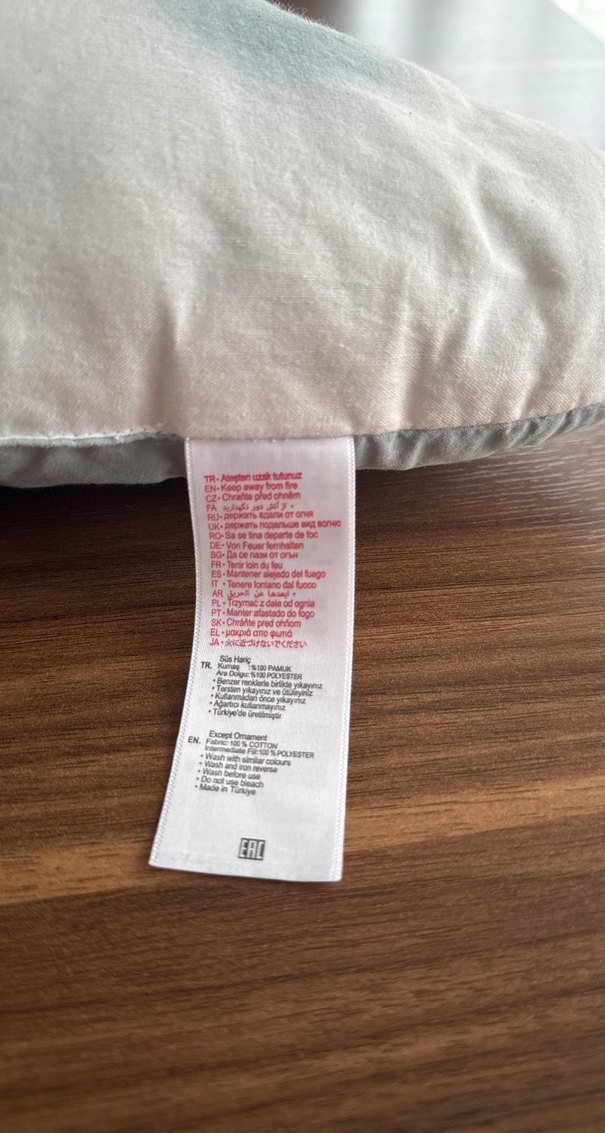 TR- Ateşten uzak tutunuz
EN- Keep away from fire
CZ- Chraňte před ohněm
FA از آتش دور نگهدارید •
RU- держать вдали от огня
UK- держать подальше вид вогню
RO- Sa se tina departe de foc
DE- Von Feuer fernhalten
BG- Да се пази от огън
FR- Tenir loin du feu
ES- Mantener alejado del fuego
IT - Tenere lontano dal fuoco
AR ابعدها عن الحريق •
PL- Trzymać z dala od ognia
PT- Manter afastado do fogo
SK- Chráňte pred ohňom
EL - μακριά απο φωτιά
JA - 火に近づけないでください
Süs Hariç
TR. Kumaş :%100 PAMUK
Ara Dolgu: %100 POLYESTER
• Benzer renklerle birlikte yıkayınız
• Tersten yıkayınız ve ütüleyiniz
• Kullanmadan önce yıkayınız
• Ağartıcı kullanmayınız
• Türkiye'de üretilmiştir
Except Ornament
EN. Fabric: 100 % COTTON
Intermediate Fill:100 % POLYESTER
• Wash with similar colours
• Wash and iron reverse
• Wash before use
• Do not use bleach
• Made in Türkiye
EAC